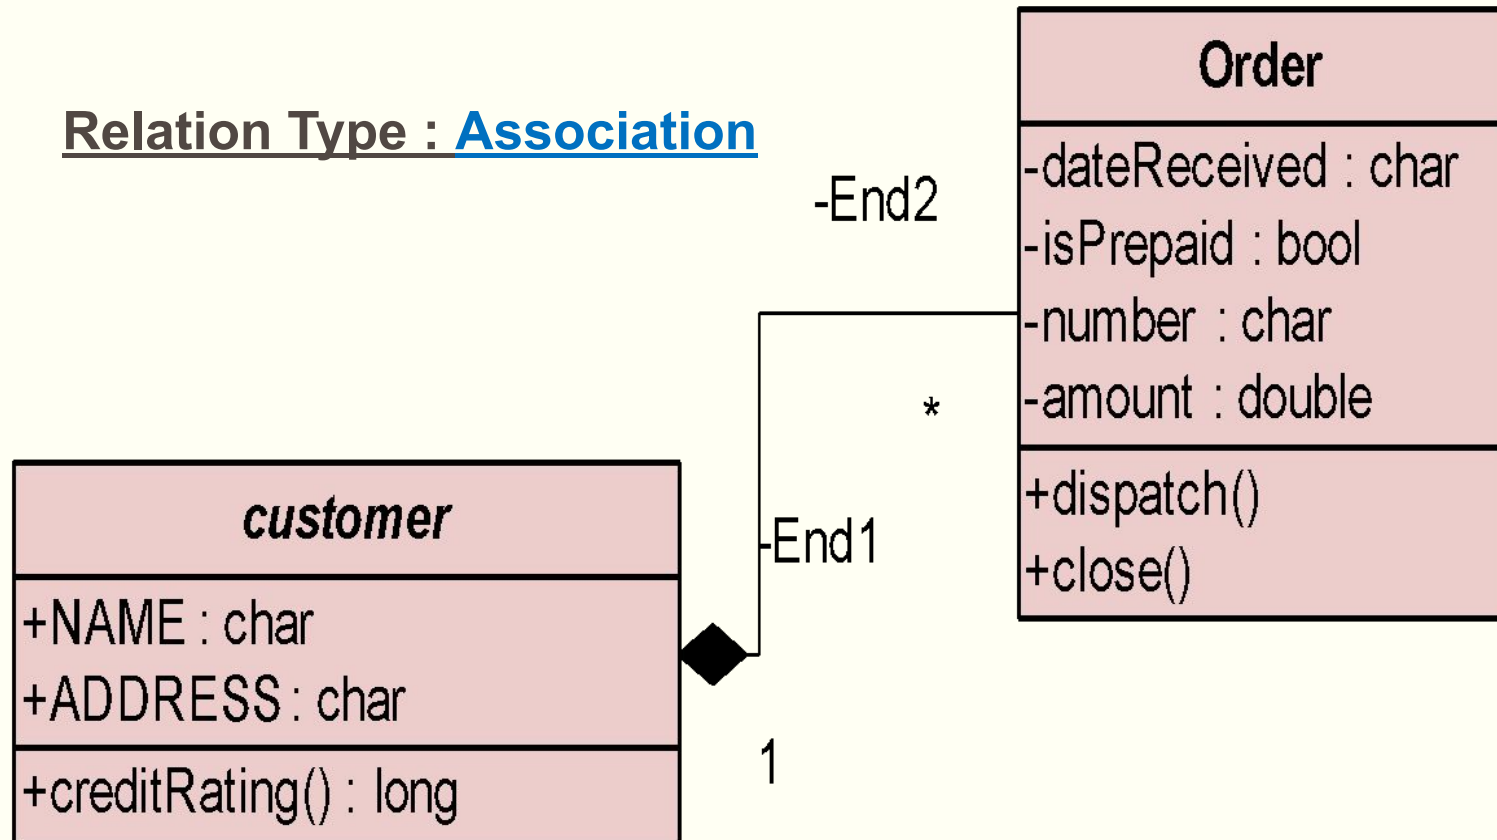 Relation Type : Association
Order
-dateReceived : char
-isPrepaid : bool
-number : char
-amount : double
+dispatch()
+close()
-End2
*
-End1
1
customer
+NAME : char
+ADDRESS : char
+creditRating() : long